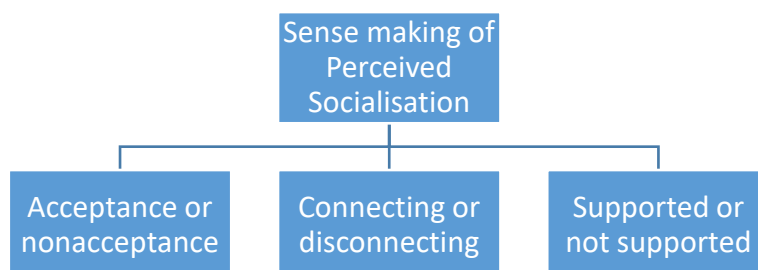 Sense making of
Perceived
Socialisation
Acceptance or
nonacceptance
Connecting or
disconnecting
Supported or
not supported